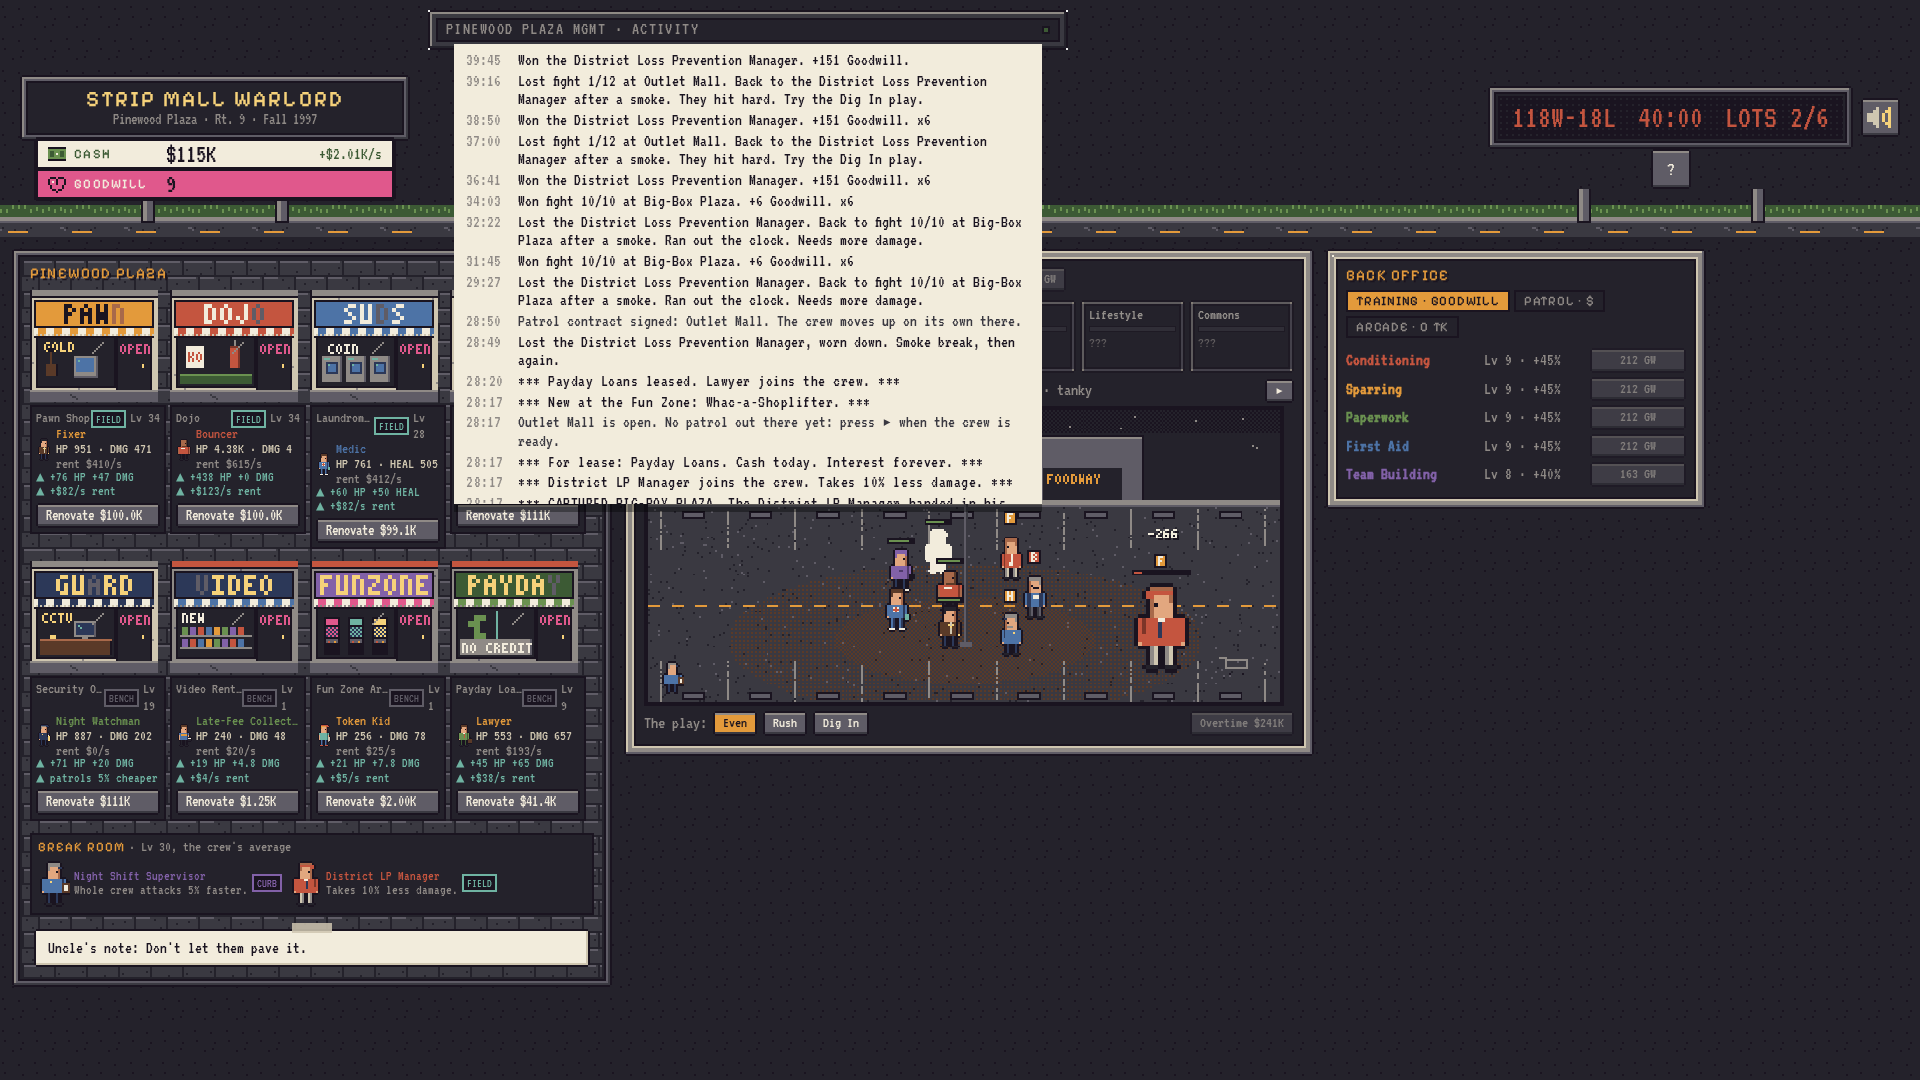 PINEWOOD PLAZA MGMT · ACTIVITY
39:45 Won the District Loss Prevention Manager. +151 Goodwill.
39:16 Lost fight 1/12 at Outlet Mall. Back to the District Loss Prevention
Manager after a smoke. They hit hard. Try the Dig In play.
38:50 Won the District Loss Prevention Manager. +151 Goodwill. x6
37:00 Lost fight 1/12 at Outlet Mall. Back to the District Loss Prevention
Manager after a smoke. They hit hard. Try the Dig In play.
36:41 Won the District Loss Prevention Manager. +151 Goodwill. x6
34:03 Won fight 10/10 at Big-Box Plaza. +6 Goodwill. x6
32:22 Lost the District Loss Prevention Manager. Back to fight 10/10 at Big-Box
Plaza after a smoke. Ran out the clock. Needs more damage.
31:45 Won fight 10/10 at Big-Box Plaza. +6 Goodwill. x6
29:27 Lost the District Loss Prevention Manager. Back to fight 10/10 at Big-Box
Plaza after a smoke. Ran out the clock. Needs more damage.
28:50 Patrol contract signed: Outlet Mall. The crew moves up on its own there.
28:49 Lost the District Loss Prevention Manager, worn down. Smoke break, then
again.
28:20 *** Payday Loans leased. Lawyer joins the crew. ***
28:17 *** New at the Fun Zone: Whac-a-Shoplifter. ***
28:17 Outlet Mall is open. No patrol out there yet: press ► when the crew is
ready.
28:17 *** For lease: Payday Loans. Cash today. Interest forever. ***
28:17 *** District LP Manager joins the crew. Takes 10% less damage. ***
28:17 *** CAPTURED BIG-BOX PLAZA. The District LP Manager handed in his
STRIP MALL WARLORD
Pinewood Plaza · Rt. 9 · Fall 1997
CASH $115K +$2.01K/s
GOODWILL 9
118W-18L 40:00 LOTS 2/6
?
PINEWOOD PLAZA
PAWN DOJO SUDS
GOLD OPEN KO OPEN COIN OPEN
Pawn Shop FIELD Lv 34
Fixer
HP 951 · DMG 471
rent $410/s
▲ +76 HP +47 DMG
▲ +$82/s rent
Renovate $100.0K
Dojo FIELD Lv 34
Bouncer
HP 4.38K · DMG 4
rent $615/s
▲ +438 HP +0 DMG
▲ +$123/s rent
Renovate $100.0K
Laundrom… FIELD Lv 28
Medic
HP 761 · HEAL 505
rent $412/s
▲ +60 HP +50 HEAL
▲ +$82/s rent
Renovate $99.1K
Renovate $111K
GUARD VIDEO FUNZONE PAYDAY
CCTV OPEN NEW OPEN OPEN NO CREDIT OPEN
Security O… BENCH Lv 19
Night Watchman
HP 887 · DMG 202
rent $0/s
▲ +71 HP +20 DMG
▲ patrols 5% cheaper
Renovate $111K
Video Rent… BENCH Lv 1
Late-Fee Collect…
HP 240 · DMG 48
rent $20/s
▲ +19 HP +4.8 DMG
▲ +$4/s rent
Renovate $1.25K
Fun Zone Ar… BENCH Lv 1
Token Kid
HP 256 · DMG 78
rent $25/s
▲ +21 HP +7.8 DMG
▲ +$5/s rent
Renovate $2.00K
Payday Loa… BENCH Lv 9
Lawyer
HP 553 · DMG 657
rent $193/s
▲ +45 HP +65 DMG
▲ +$38/s rent
Renovate $41.4K
BREAK ROOM · Lv 30, the crew's average
Night Shift Supervisor
Whole crew attacks 5% faster. CURB
District LP Manager
Takes 10% less damage. FIELD
Uncle's note: Don't let them pave it.
GW
Lifestyle
???
Commons
???
· tanky ►
FOODWAY
F
B
H
-266
F
The play: Even Rush Dig In Overtime $241K
BACK OFFICE
TRAINING · GOODWILL PATROL · $
ARCADE · 0 TK
Conditioning Lv 9 · +45% 212 GW
Sparring Lv 9 · +45% 212 GW
Paperwork Lv 9 · +45% 212 GW
First Aid Lv 9 · +45% 212 GW
Team Building Lv 8 · +40% 163 GW